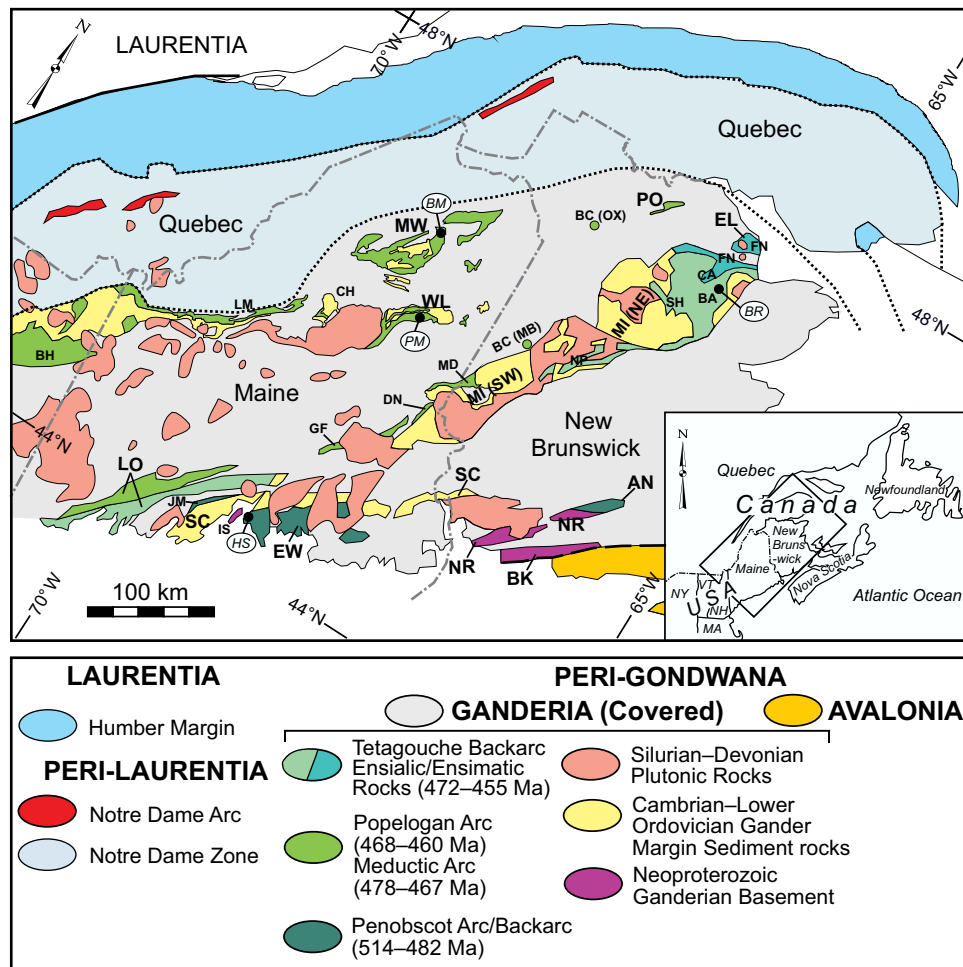 LAURENTIA
48°N
70°W
65°W
Quebec
Quebec
BM
MW
BC (OX)
PO
EL
FN
FN
CA
BA
BR
SH
LM
CH
WL
PM
MI (NE)
BH
BC (MB)
NP
48°N
MD
MI (SW)
Maine
DN
GF
New
Brunswick
44°N
LO
JM
SC
IS
HS
EW
SC
AN
NR
NR
BK
70°W
100 km
44°N
65°W
N
Quebec
Canada
Newfoundland
New
Bruns
-wick
Maine
Nova Scotia
NY
VT
USA
NH
MA
Atlantic Ocean
LAURENTIA
Humber Margin
PERI-LAURENTIA
Notre Dame Arc
Notre Dame Zone
PERI-GONDWANA
GANDERIA (Covered)
AVALONIA
Tetagouche Backarc
Ensialic/Ensimatic
Rocks (472–455 Ma)
Popelogan Arc
(468–460 Ma)
Meductic Arc
(478–467 Ma)
Penobscot Arc/Backarc
(514–482 Ma)
Silurian–Devonian
Plutonic Rocks
Cambrian–Lower
Ordovician Gander
Margin Sediment rocks
Neoproterozoic
Ganderian Basement